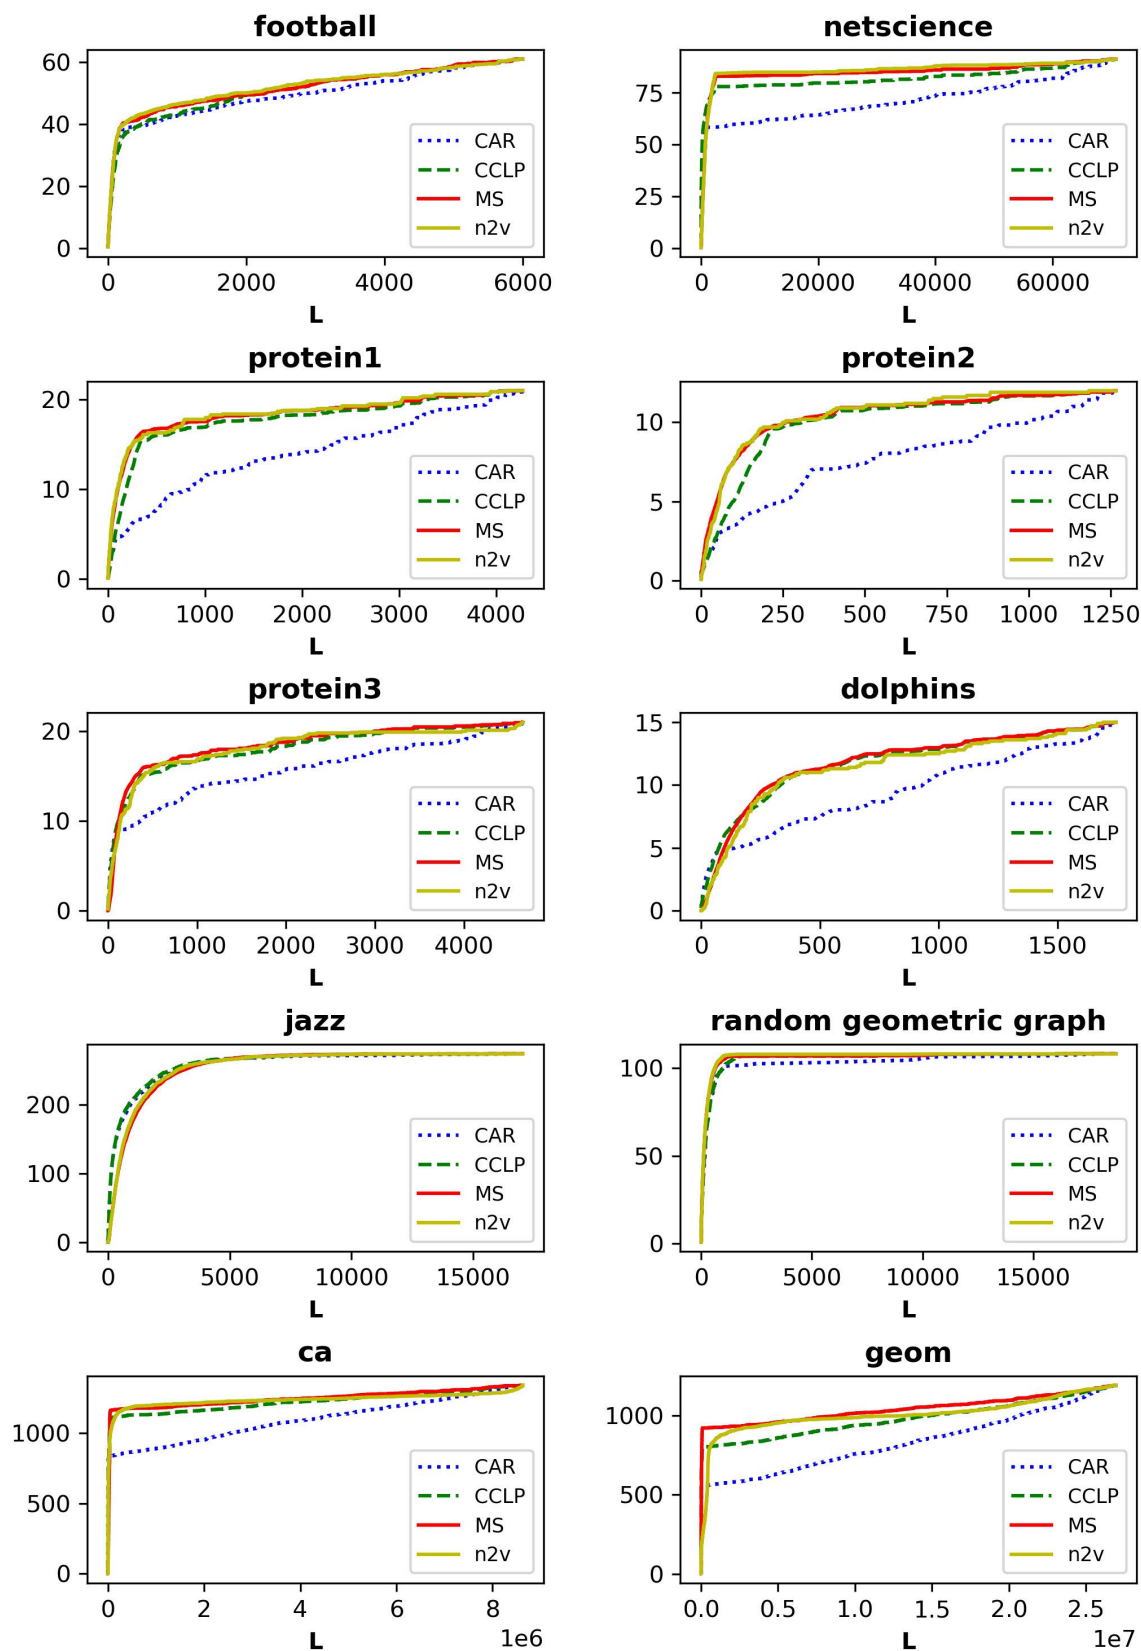 football
60
40
20
0
CAR
CCLP
MS
n2v
0 2000 4000 6000
L
netscience
75
50
25
0
CAR
CCLP
MS
n2v
0 20000 40000 60000
L
protein1
20
10
0
CAR
CCLP
MS
n2v
0 1000 2000 3000 4000
L
protein2
10
5
0
CAR
CCLP
MS
n2v
0 250 500 750 1000 1250
L
protein3
20
10
0
CAR
CCLP
MS
n2v
0 1000 2000 3000 4000
L
dolphins
15
10
5
0
CAR
CCLP
MS
n2v
0 500 1000 1500
L
jazz
200
100
0
CAR
CCLP
MS
n2v
0 5000 10000 15000
L
random geometric graph
100
50
0
CAR
CCLP
MS
n2v
0 5000 10000 15000
L
ca
1000
500
0
CAR
CCLP
MS
n2v
0 2 4 6 8
1e6
L
geom
1000
500
0
CAR
CCLP
MS
n2v
0.0 0.5 1.0 1.5 2.0 2.5
1e7
L